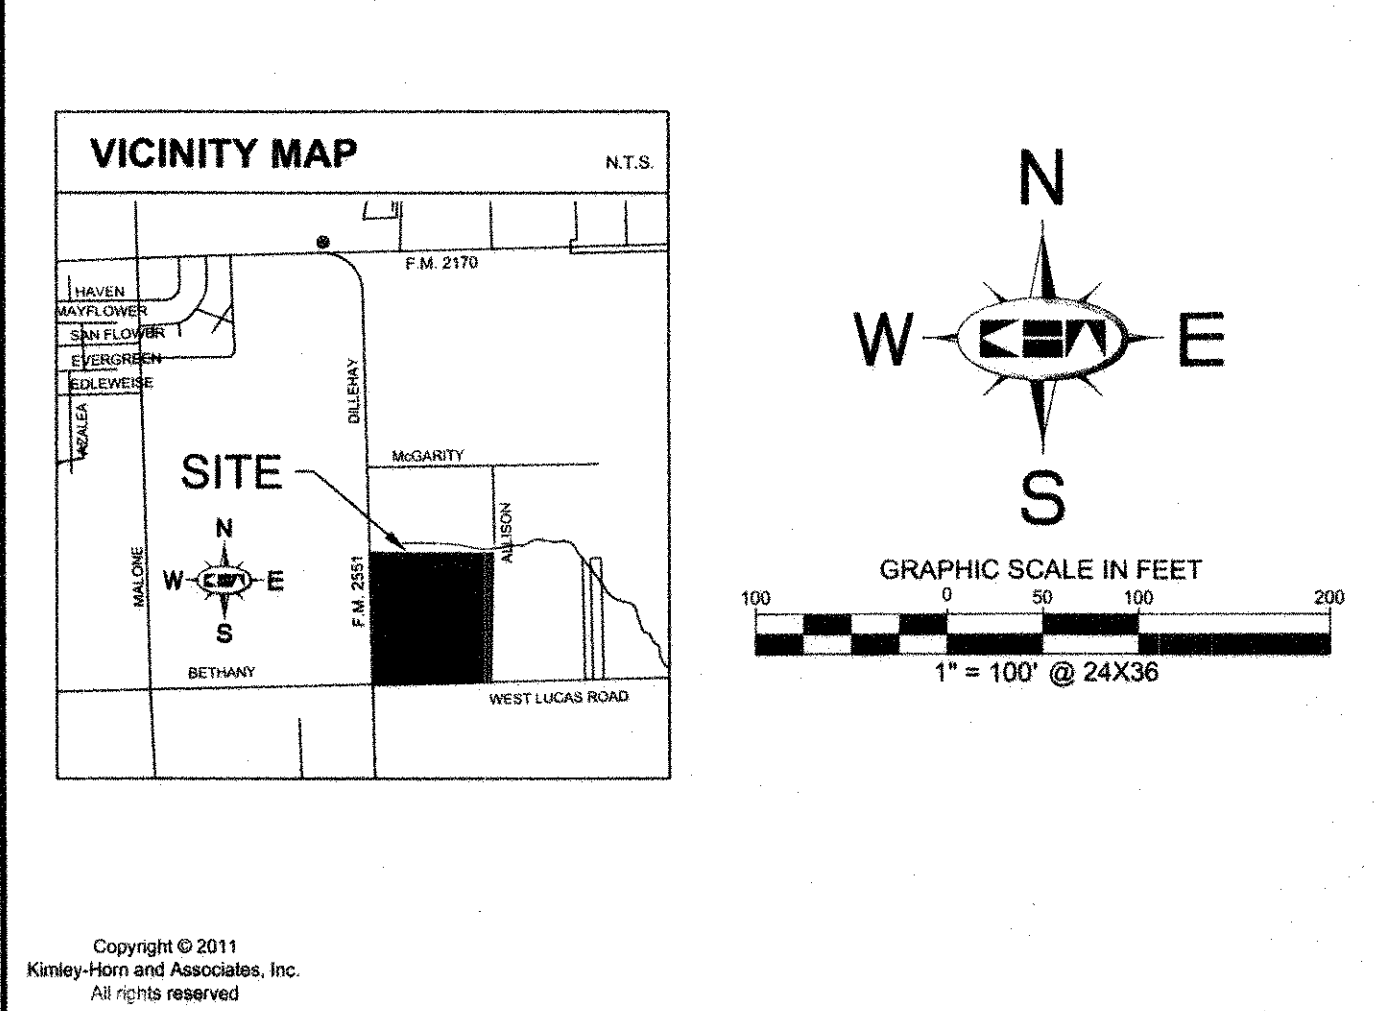 VICINITY MAP
N.T.S.
F.M. 2170
HAVEN
MAYFLOWER
SAN FLOWER
EVERGREEN
EDLEWEISE
AZALEA
DILLEHAY
McGARITY
SITE
ALLISON
MALONE
F.M. 2551
N
W
E
S
BETHANY
WEST LUCAS ROAD
N
W
KHA
E
S
GRAPHIC SCALE IN FEET
100 0 50 100 200
1" = 100' @ 24X36
Copyright © 2011
Kimley-Horn and Associates, Inc.
All rights reserved